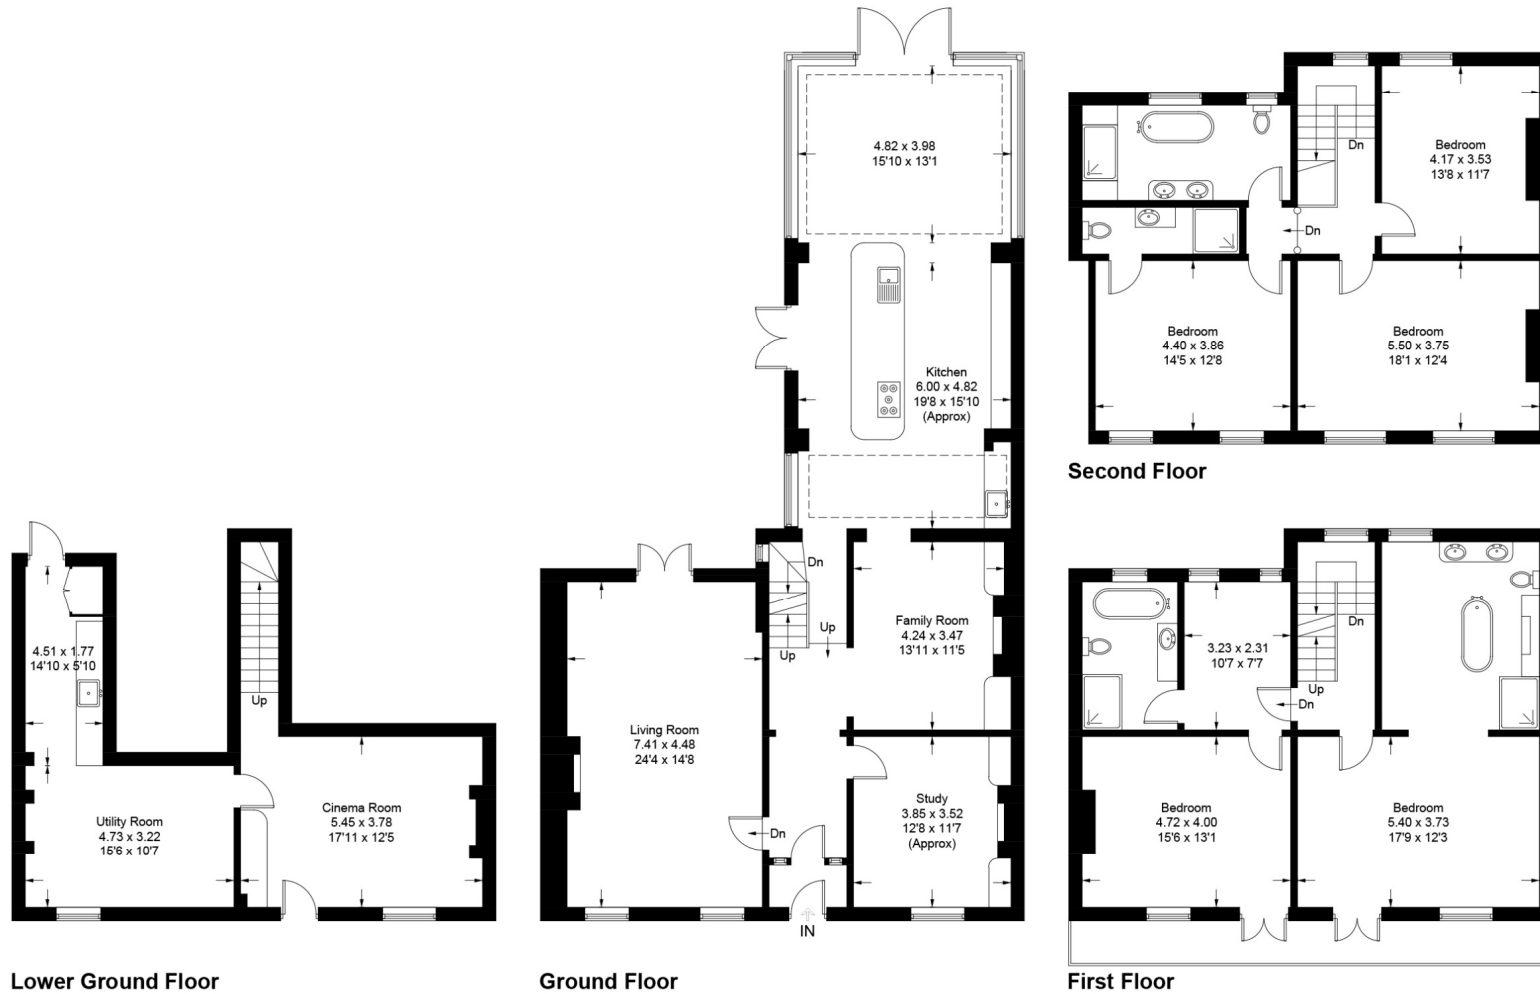 4.82 x 3.98
15'10 x 13'1
Kitchen
6.00 x 4.82
19'8 x 15'10
(Approx)
Dn
Up
Up
Family Room
4.24 x 3.47
13'11 x 11'5
Living Room
7.41 x 4.48
24'4 x 14'8
Study
3.85 x 3.52
12'8 x 11'7
(Approx)
Dn
IN
Ground Floor
4.51 x 1.77
14'10 x 5'10
Up
Utility Room
4.73 x 3.22
15'6 x 10'7
Cinema Room
5.45 x 3.78
17'11 x 12'5
Lower Ground Floor
Dn
Bedroom
4.17 x 3.53
13'8 x 11'7
Dn
Bedroom
4.40 x 3.86
14'5 x 12'8
Bedroom
5.50 x 3.75
18'1 x 12'4
Second Floor
3.23 x 2.31
10'7 x 7'7
Dn
Up
Dn
Bedroom
4.72 x 4.00
15'6 x 13'1
Bedroom
5.40 x 3.73
17'9 x 12'3
First Floor